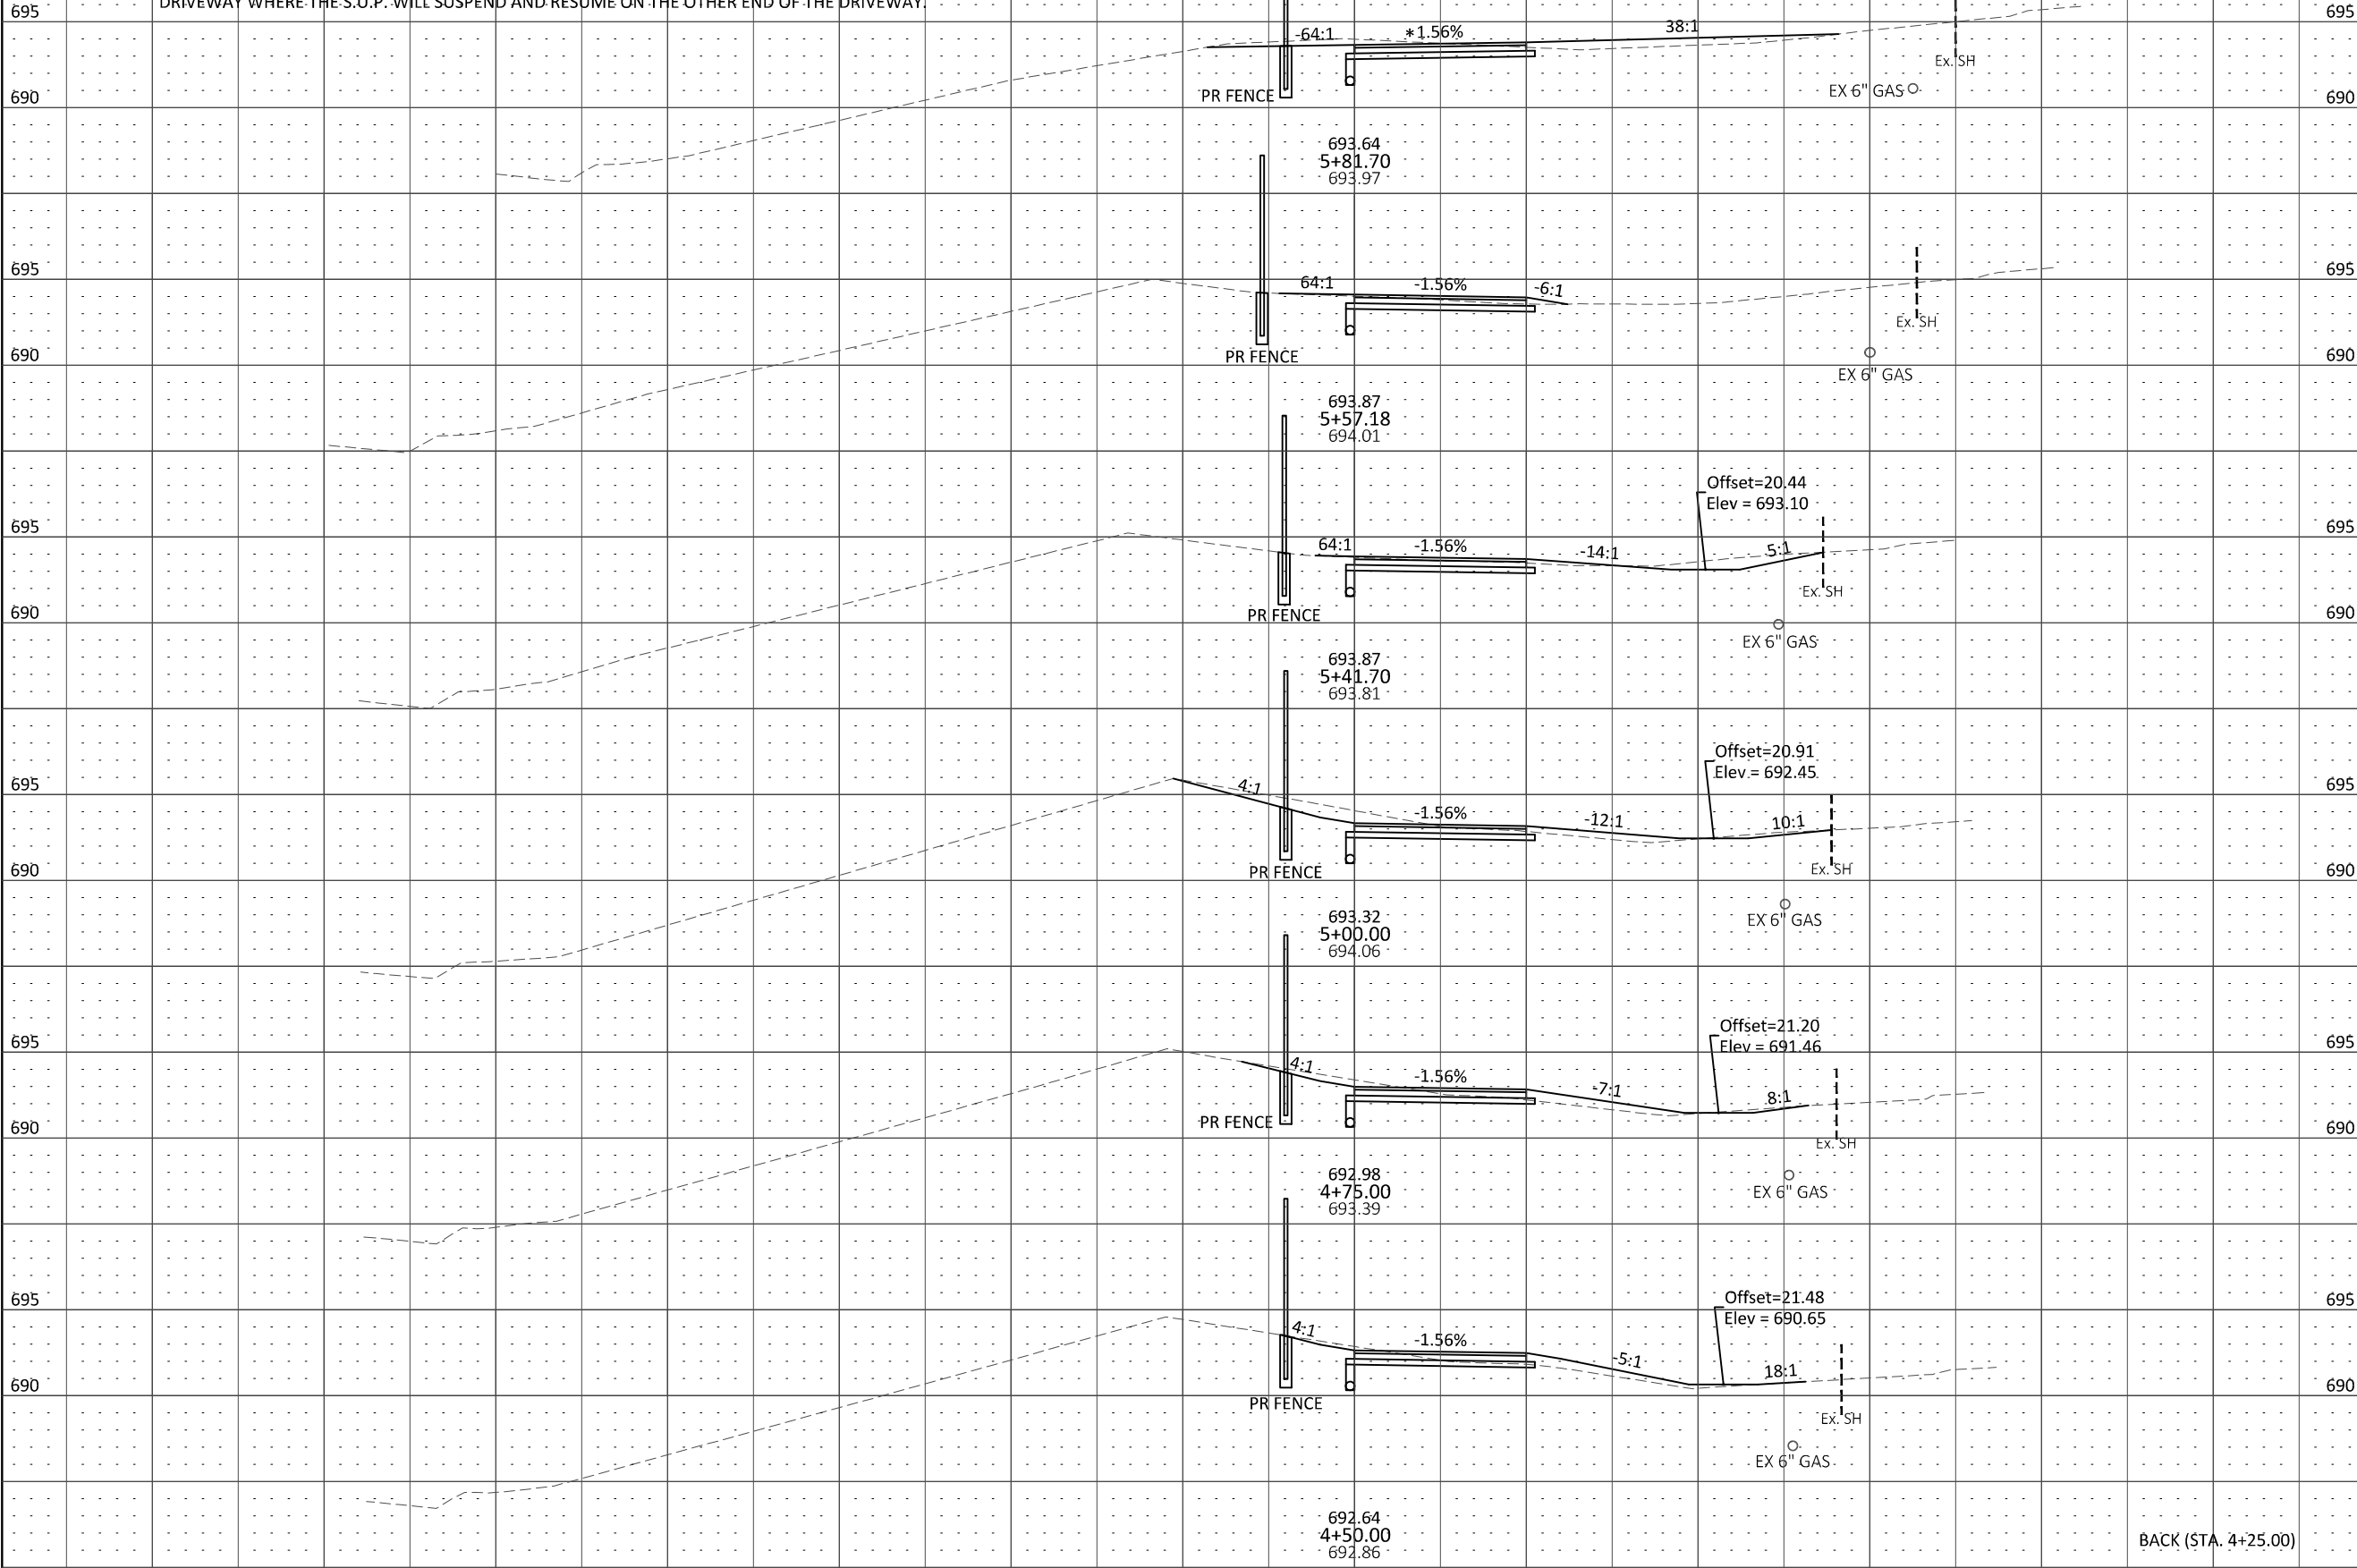 DRIVEWAY WHERE THE S.U.P. WILL SUSPEND AND RESUME ON THE OTHER END OF THE DRIVEWAY.
695 695
-64:1 *1.56% 38:1
Ex. SH
EX 6" GAS
690 PR FENCE 690
693.64
5+81.70
693.97
695 695
64:1 -1.56% -6:1
Ex. SH
690 PR FENCE 690
EX 6" GAS
693.87
5+57.18
694.01
Offset=20.44
Elev = 693.10
695 695
64:1 -1.56% -14:1 5:1
Ex. SH
690 PR FENCE 690
EX 6" GAS
693.87
5+41.70
693.81
Offset=20.91
Elev = 692.45
695 695
4:1 -1.56% -12:1 10:1
690 PR FENCE Ex. SH 690
EX 6" GAS
693.32
5+00.00
694.06
Offset=21.20
Elev = 691.46
695 695
4:1 -1.56% -7:1 8:1
690 PR FENCE 690
Ex. SH
EX 6" GAS
692.98
4+75.00
693.39
Offset=21.48
Elev = 690.65
695 695
4:1 -1.56% -5:1 18:1
690 690
PR FENCE
Ex. SH
EX 6" GAS
692.64
4+50.00
692.86
BACK (STA. 4+25.00)